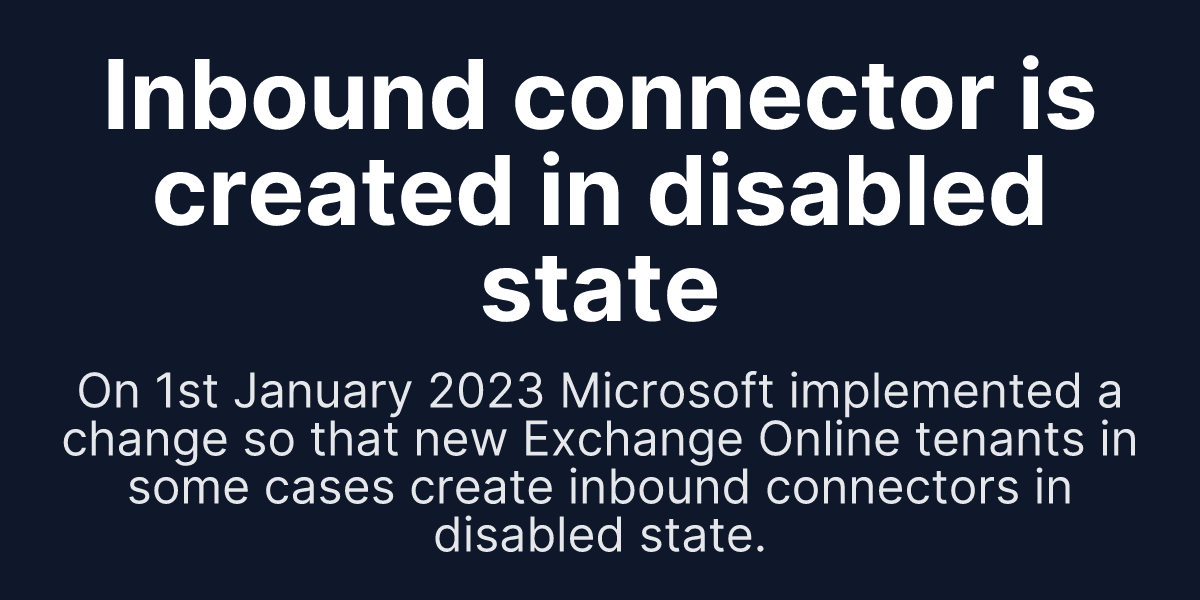 Inbound connector is
created in disabled
state
On 1st January 2023 Microsoft implemented a
change so that new Exchange Online tenants in
some cases create inbound connectors in
disabled state.